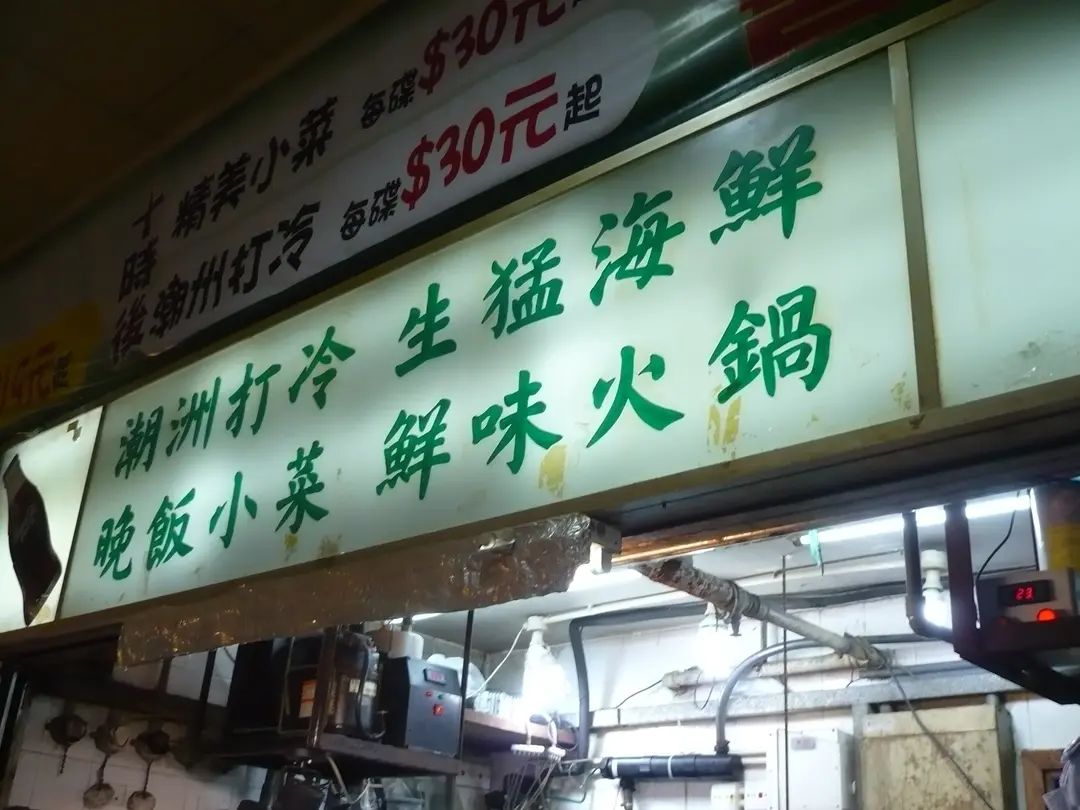 十時後
精美小菜 每碟$30元
潮州打冷 每碟$30元起
潮洲打冷 生猛海鮮
晚飯小菜 鮮味火鍋